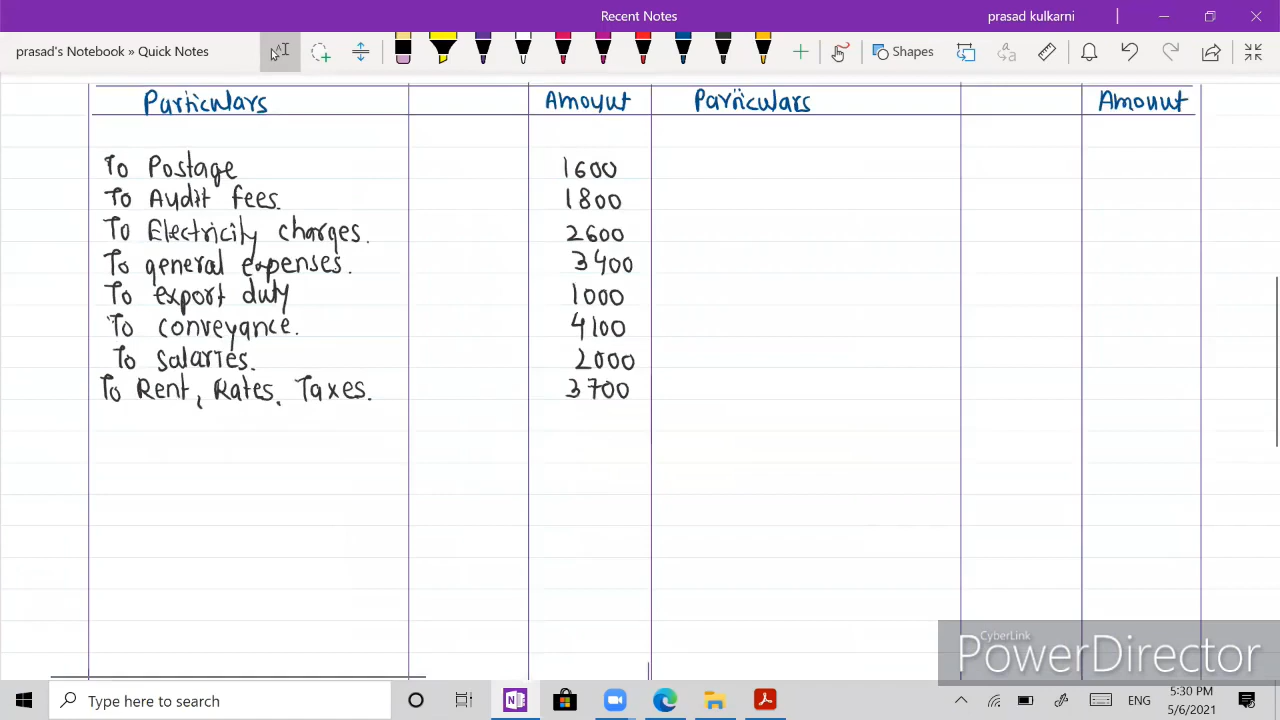 Recent Notes
prasad kulkarni
prasad's Notebook » Quick Notes
Shapes
Particulars Amount Particulars Amount
To Postage 1600
To Audit fees. 1800
To Electricity charges. 2600
To general expenses. 3400
To export duty 1000
To conveyance. 4100
To Salaries. 2000
To Rent, Rates, Taxes. 3700
CyberLink
PowerDirector
Type here to search
ENG
5:30 PM
5/6/2021